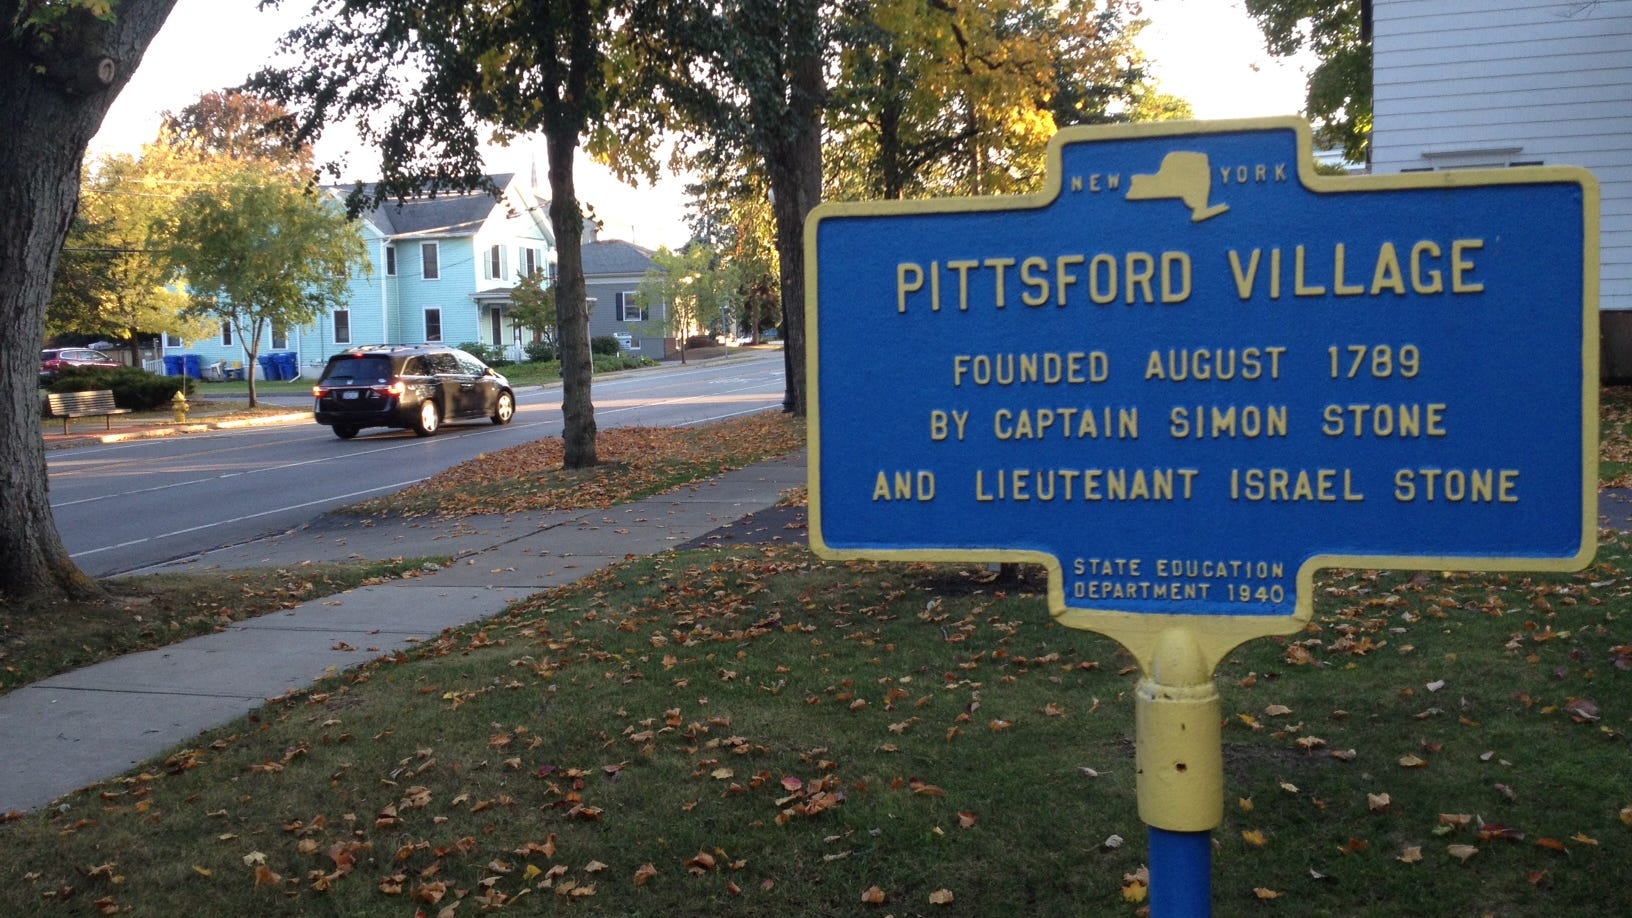 NEW YORK
PITTSFORD VILLAGE
FOUNDED AUGUST 1789
BY CAPTAIN SIMON STONE
AND LIEUTENANT ISRAEL STONE
STATE EDUCATION
DEPARTMENT 1940